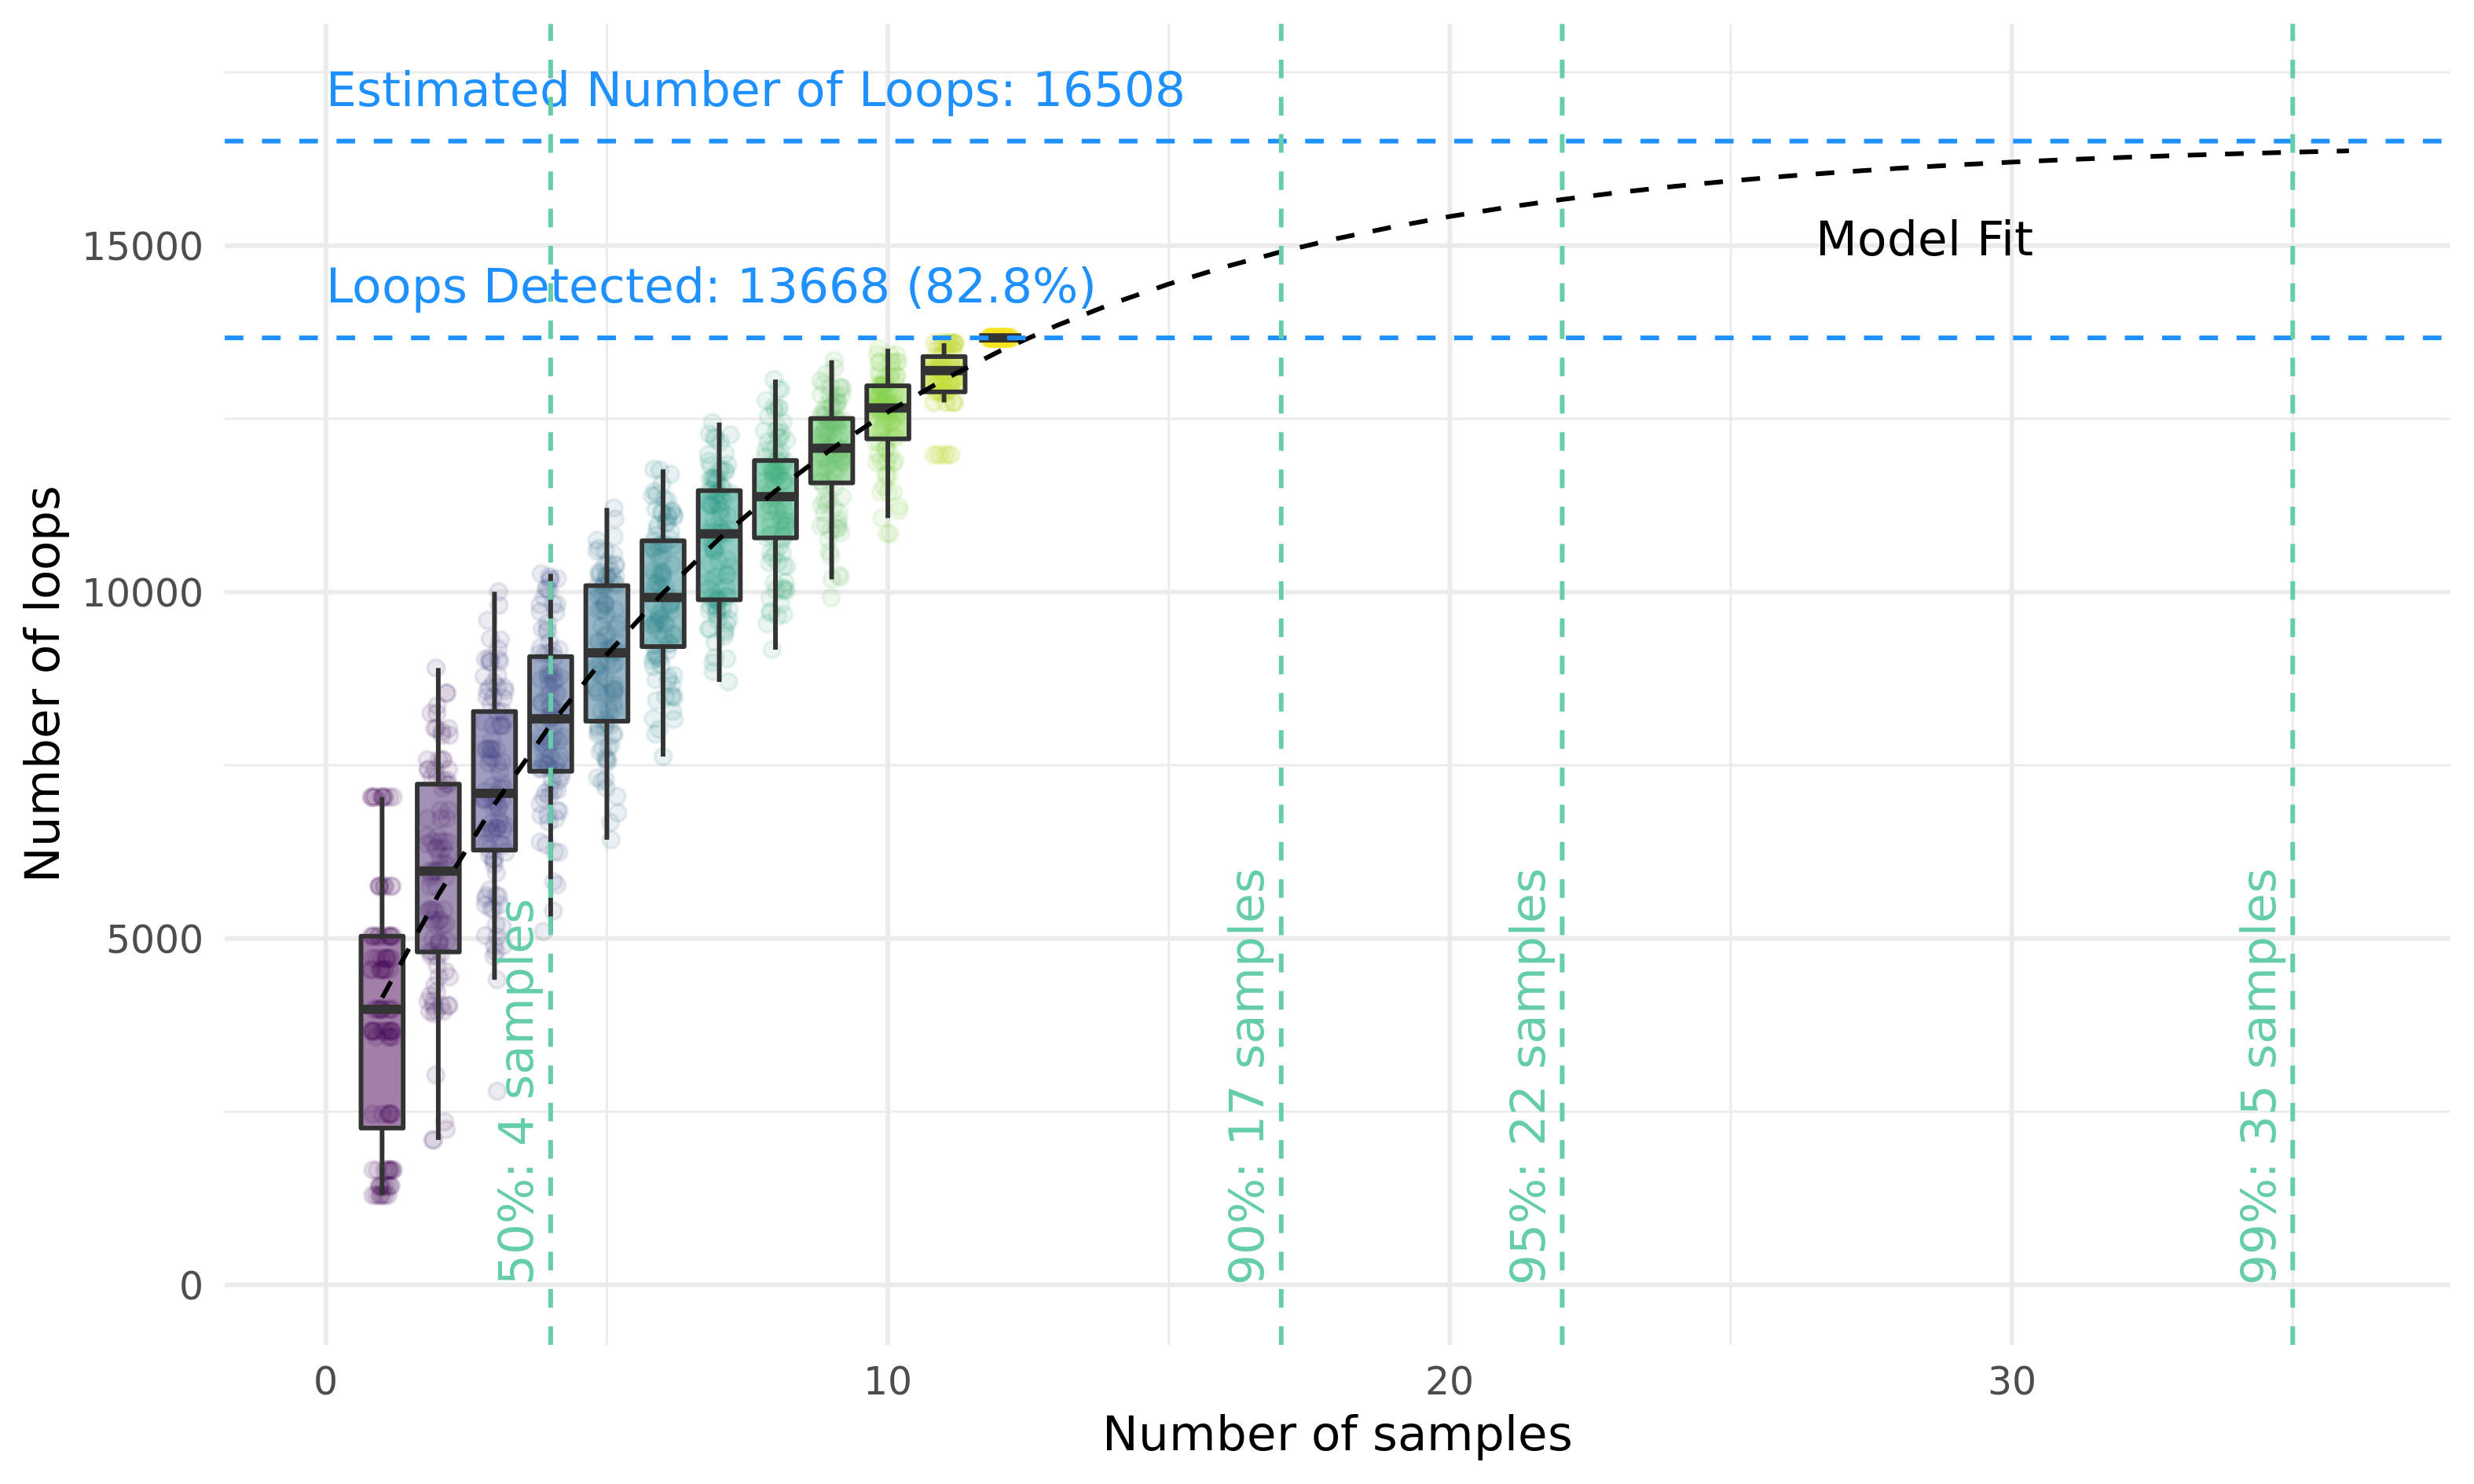 Estimated Number of Loops: 16508
15000
Model Fit
Loops Detected: 13668 (82.8%)
10000
Number of loops
5000
50%: 4 samples
90%: 17 samples
95%: 22 samples
99%: 35 samples
0
0
10
20
30
Number of samples